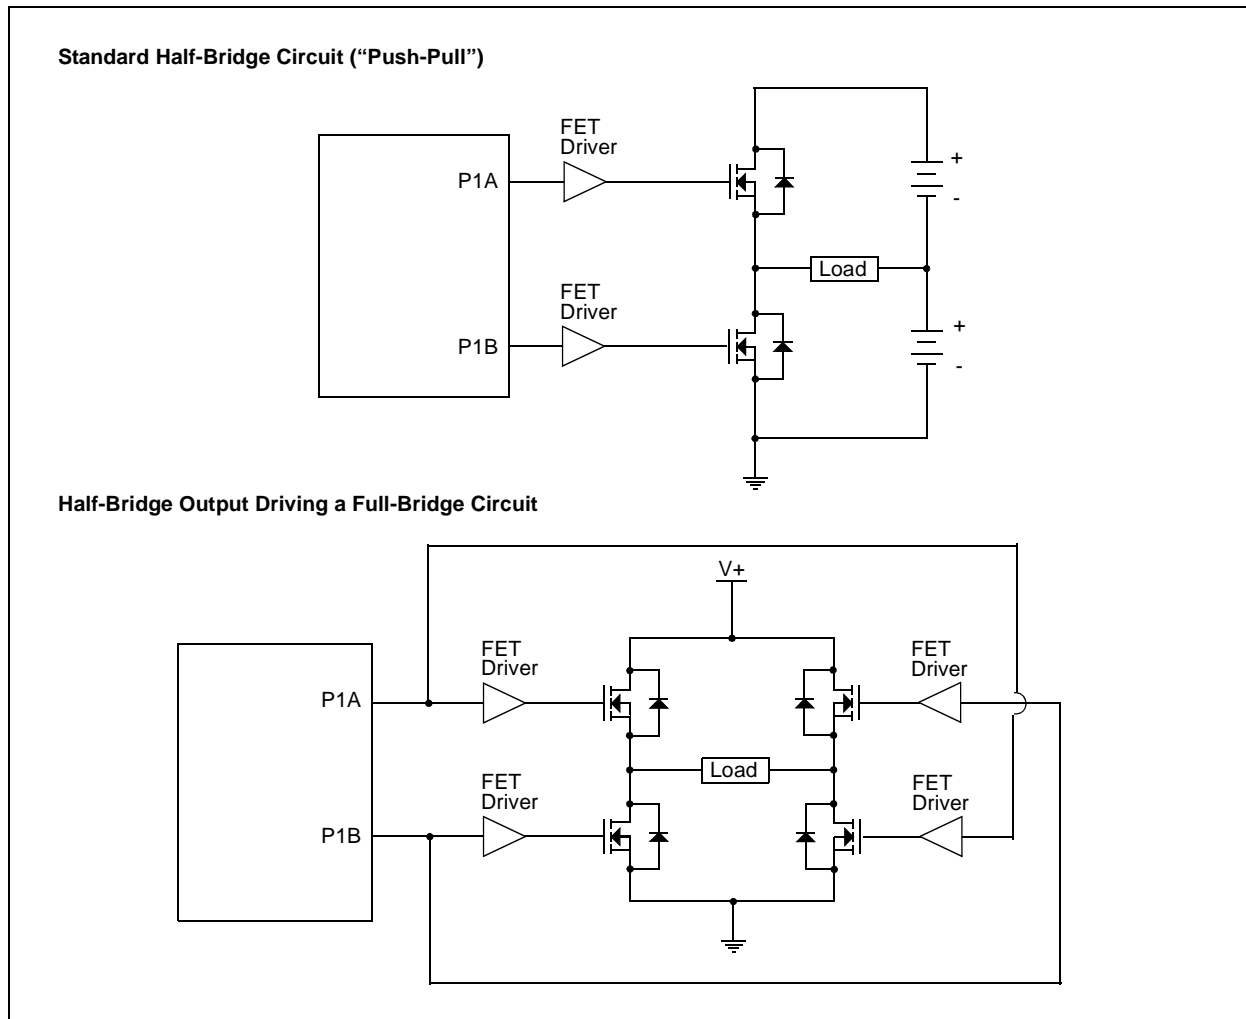 Standard Half-Bridge Circuit (“Push-Pull”)
FET
Driver
P1A
+
-
Load
FET
Driver
P1B
+
-
Half-Bridge Output Driving a Full-Bridge Circuit
V+
FET
Driver
FET
Driver
P1A
Load
FET
Driver
FET
Driver
P1B